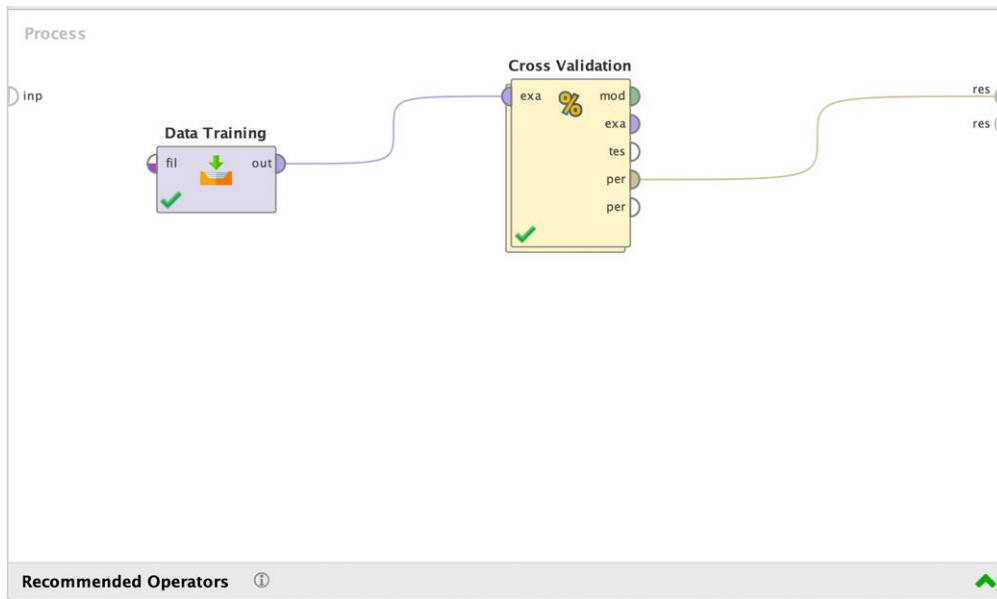 Process
inp
Data Training
fil
out
Cross Validation
exa
mod
exa
tes
per
per
res
res
Recommended Operators